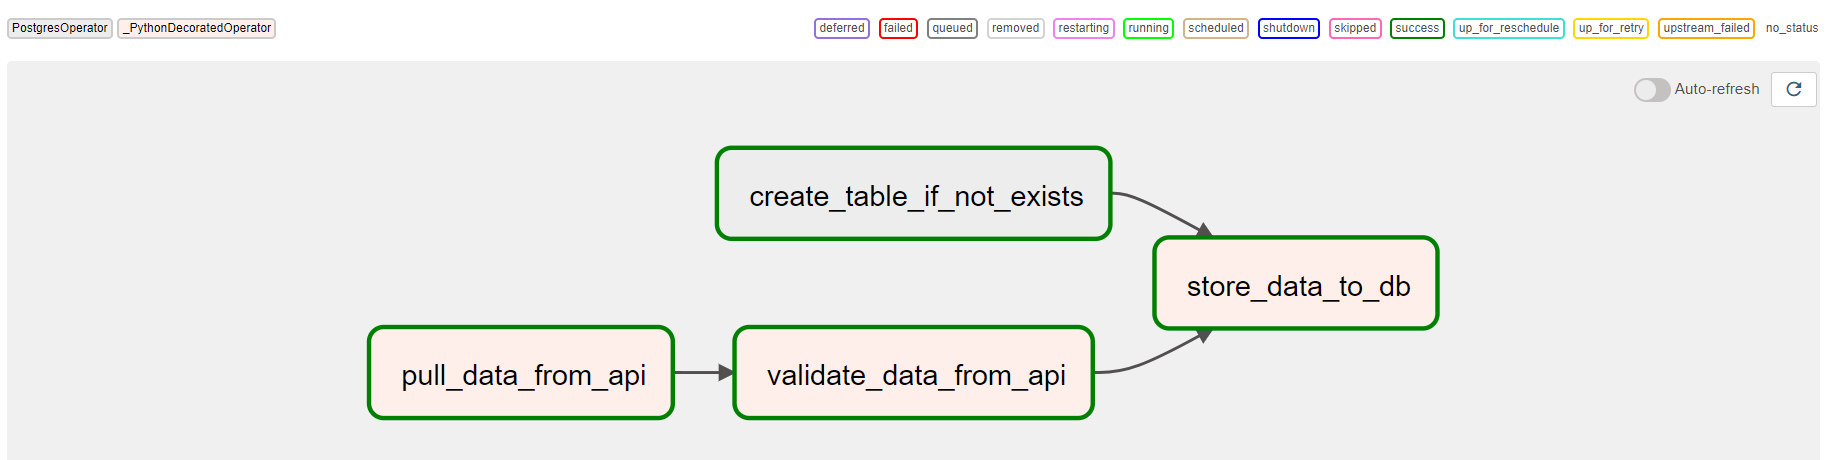 PostgresOperator _PythonDecoratedOperator deferred failed queued removed restarting running scheduled shutdown skipped success up_for_reschedule up_for_retry upstream_failed no_status
Auto-refresh
create_table_if_not_exists
store_data_to_db
pull_data_from_api validate_data_from_api